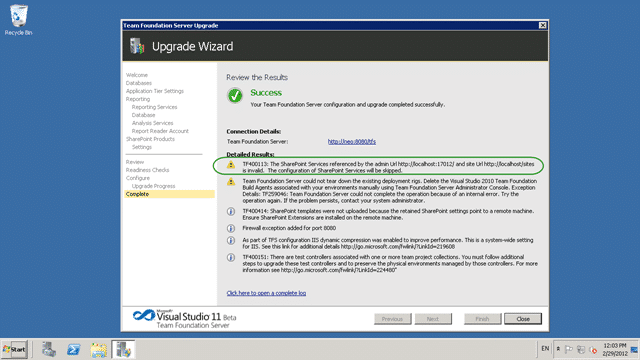 Team Foundation Server Upgrade
Recycle Bin
Upgrade Wizard
Welcome
Databases
Application Tier Settings
Reporting
Reporting Services
Database
Analysis Services
Report Reader Account
SharePoint Products
Settings
Review
Readiness Checks
Configure
Upgrade Progress
Complete
Review the Results
Success
Your Team Foundation Server configuration and upgrade completed successfully.
Connection Details:
Team Foundation Server:
http://neo:8080/tfs
Detailed Results:
TF400113: The SharePoint Services referenced by the admin Url http://localhost:17012/ and site Url http://localhost/sites
is invalid. The configuration of SharePoint Services will be skipped.
Team Foundation Server could not tear down the existing deployment rigs. Delete the Visual Studio 2010 Team Foundation
Build Agents associated with your environments manually using Team Foundation Server Administrator Console. Exception
Details: TF259046: Team Foundation Server could not complete the operation because of an internal error. Try the
operation again. If the problem persists, contact your system administrator.
TF400414: SharePoint templates were not uploaded because the retained SharePoint settings point to a remote machine.
Ensure SharePoint Extensions are installed on the remote machine.
Firewall exception added for port 8080
As part of TFS configuration IIS dynamic compression was enabled to improve performance. This is a system-wide setting
for IIS. See this link for additional details http://go.microsoft.com/fwlink/?LinkId=219608
TF400151: There are test controllers associated with one or more team project collections. You must follow additional
steps to upgrade these test controllers and to preserve the physical environments managed by those controllers. For more
information see http://go.microsoft.com/fwlink/?LinkId=224480"
Click here to open a complete log
Microsoft
Visual Studio 11 Beta
Team Foundation Server
Previous
Next
Finish
Close
Start
EN
12:03 PM
2/29/2012